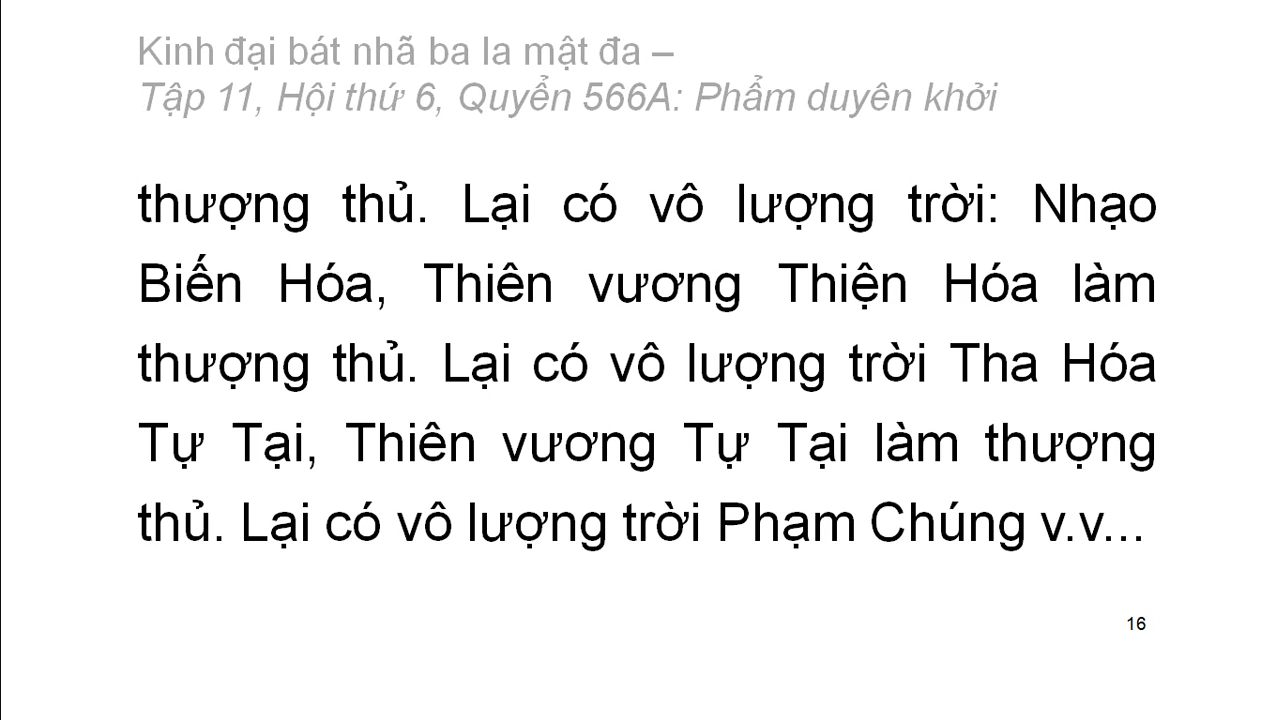 Kinh đại bát nhã ba la mật đa –
Tập 11, Hội thứ 6, Quyển 566A: Phẩm duyên khởi
thượng thủ. Lại có vô lượng trời: Nhạo
Biến Hóa, Thiên vương Thiện Hóa làm
thượng thủ. Lại có vô lượng trời Tha Hóa
Tự Tại, Thiên vương Tự Tại làm thượng
thủ. Lại có vô lượng trời Phạm Chúng v.v...
16